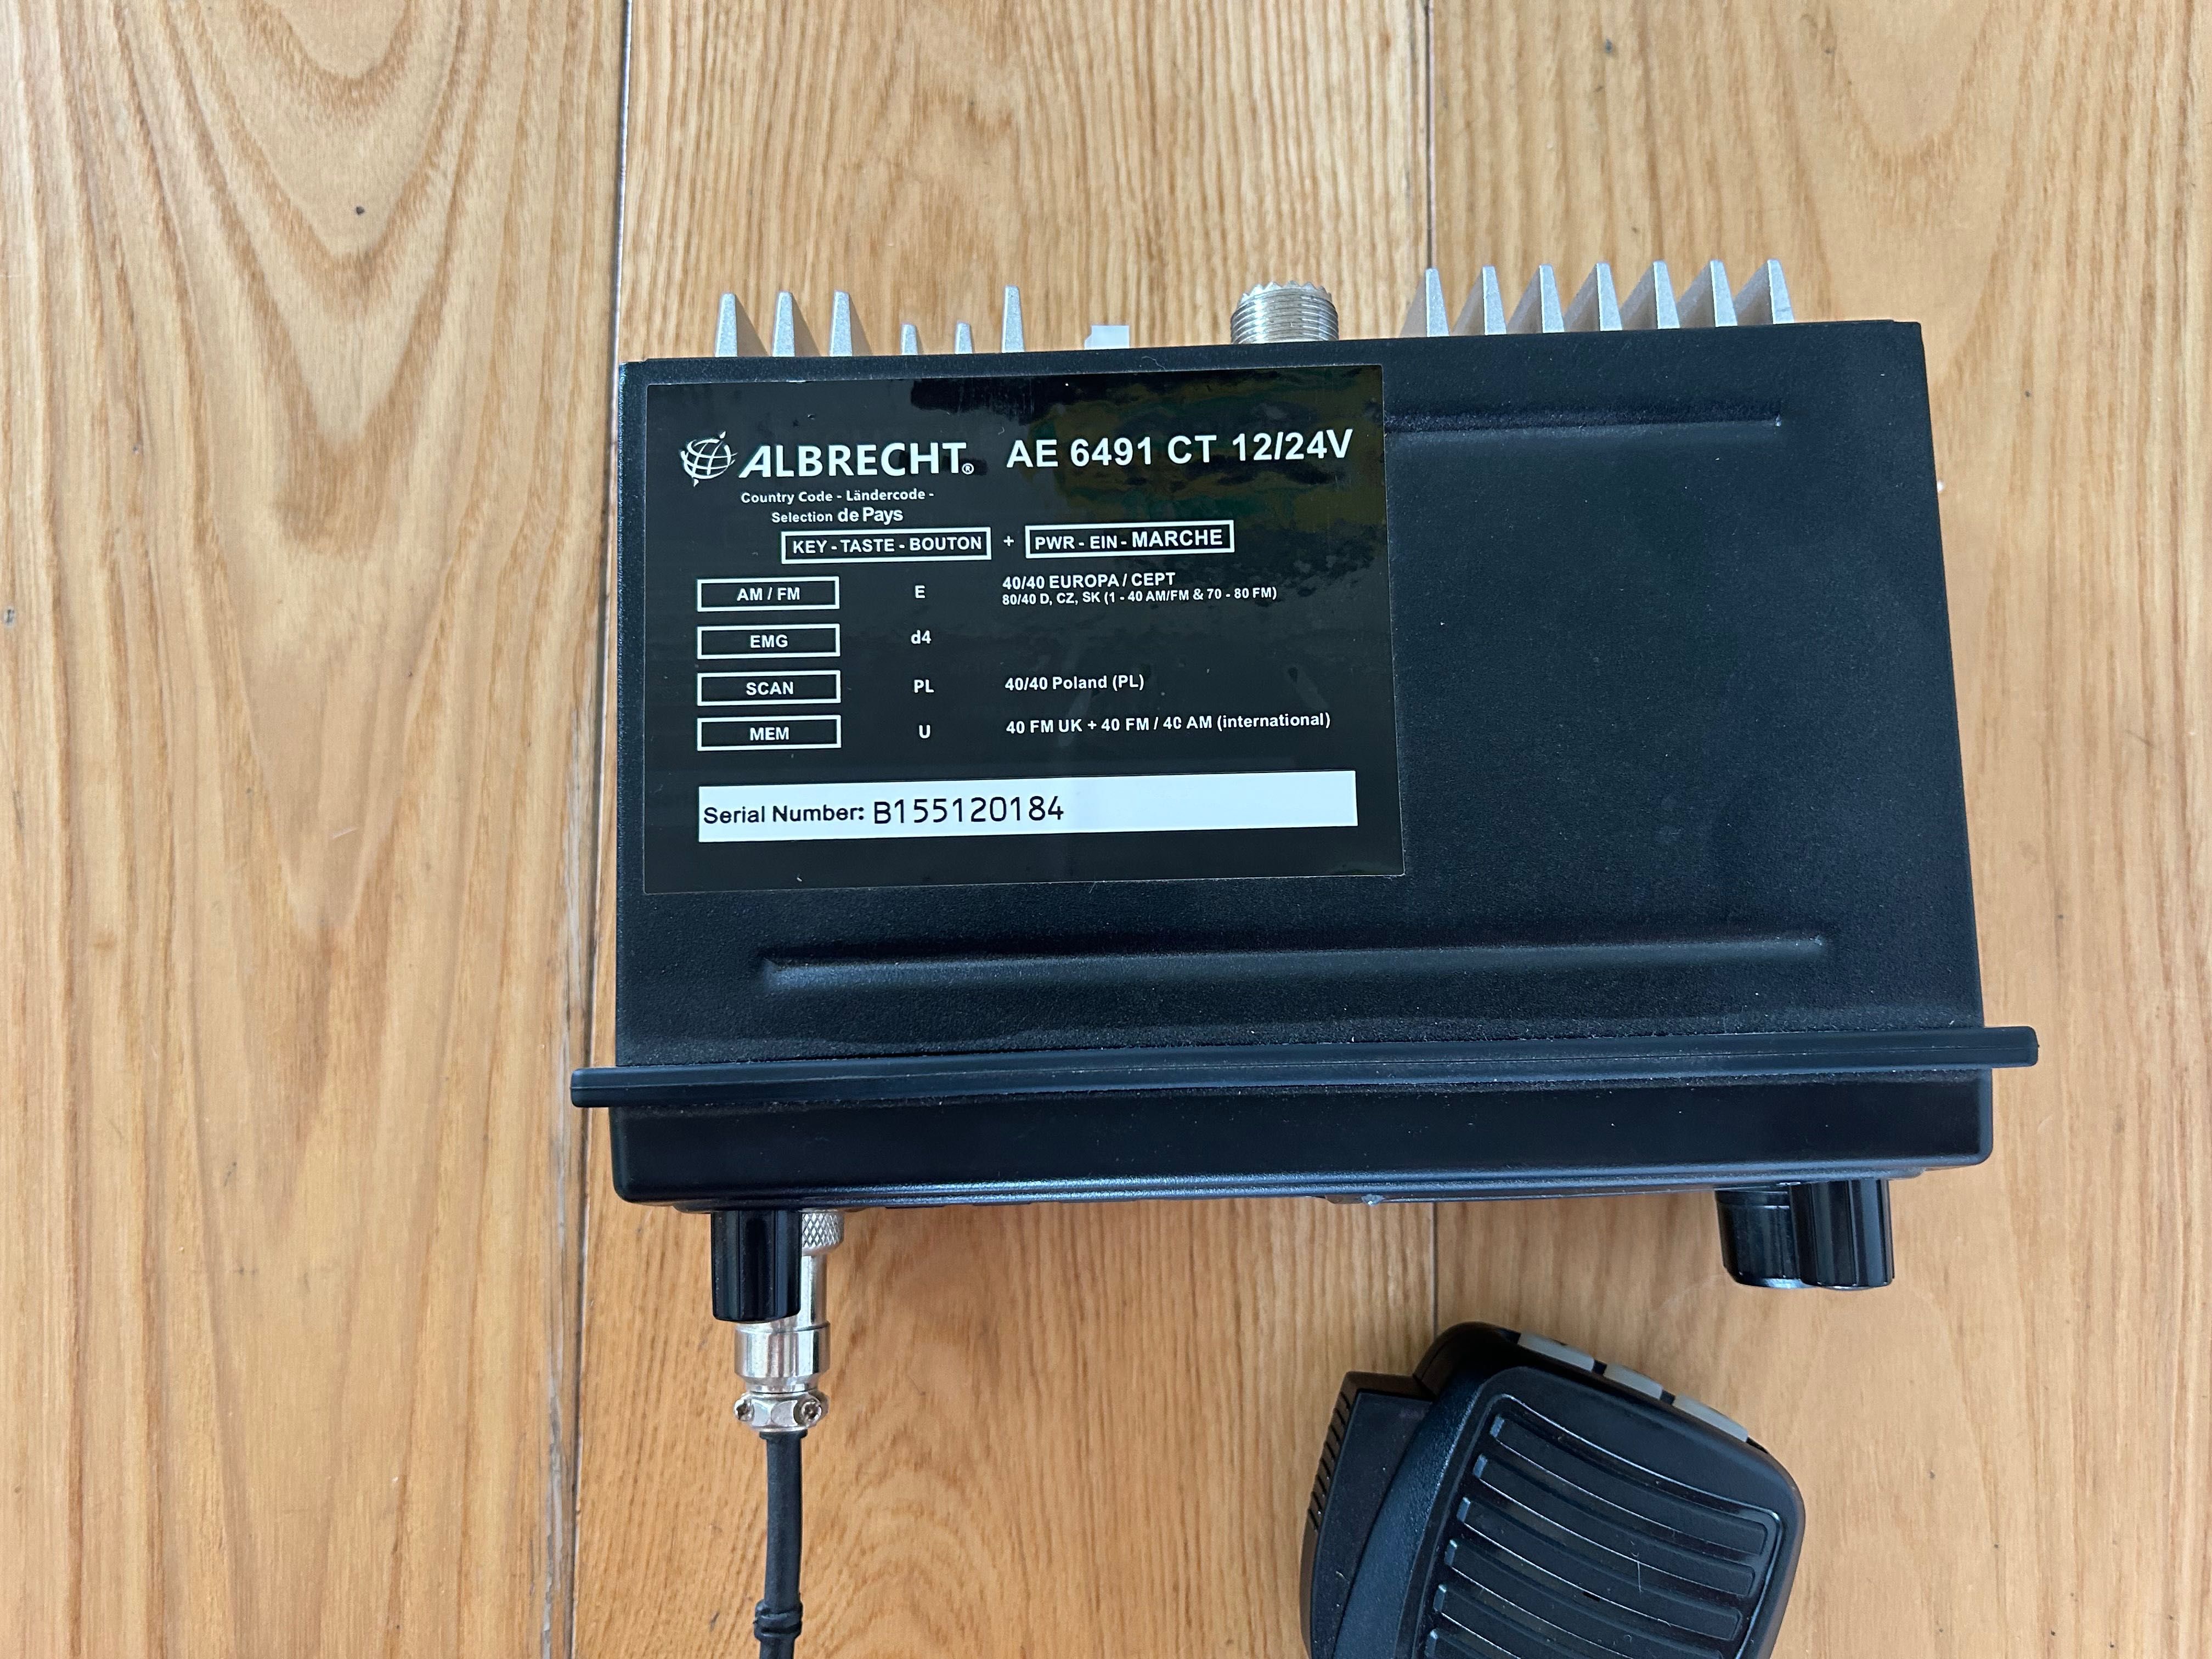 ALBRECHT® AE 6491 CT 12/24V
Country Code - Ländercode -
Selection de Pays
KEY - TASTE - BOUTON + PWR - EIN - MARCHE
AM / FM E 40/40 EUROPA / CEPT
80/40 D, CZ, SK (1 - 40 AM/FM & 70 - 80 FM)
EMG d4
SCAN PL 40/40 Poland (PL)
MEM U 40 FM UK + 40 FM / 40 AM (international)
Serial Number: B155120184